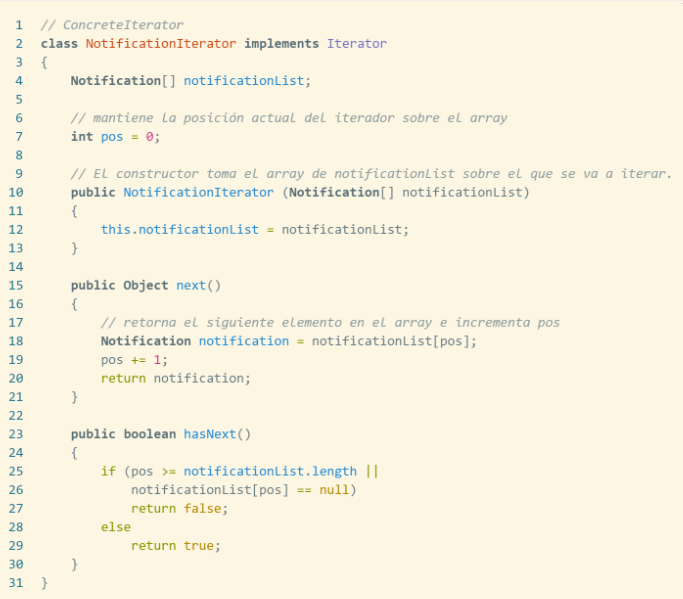 1 // ConcreteIterator
2 class NotificationIterator implements Iterator
3 {
4     Notification[] notificationList;
5
6     // mantiene la posición actual del iterador sobre el array
7     int pos = 0;
8
9     // El constructor toma el array de notificationList sobre el que se va a iterar.
10     public NotificationIterator (Notification[] notificationList)
11     {
12         this.notificationList = notificationList;
13     }
14
15     public Object next()
16     {
17         // retorna el siguiente elemento en el array e incrementa pos
18         Notification notification = notificationList[pos];
19         pos += 1;
20         return notification;
21     }
22
23     public boolean hasNext()
24     {
25         if (pos >= notificationList.length ||
26             notificationList[pos] == null)
27             return false;
28         else
29             return true;
30     }
31 }